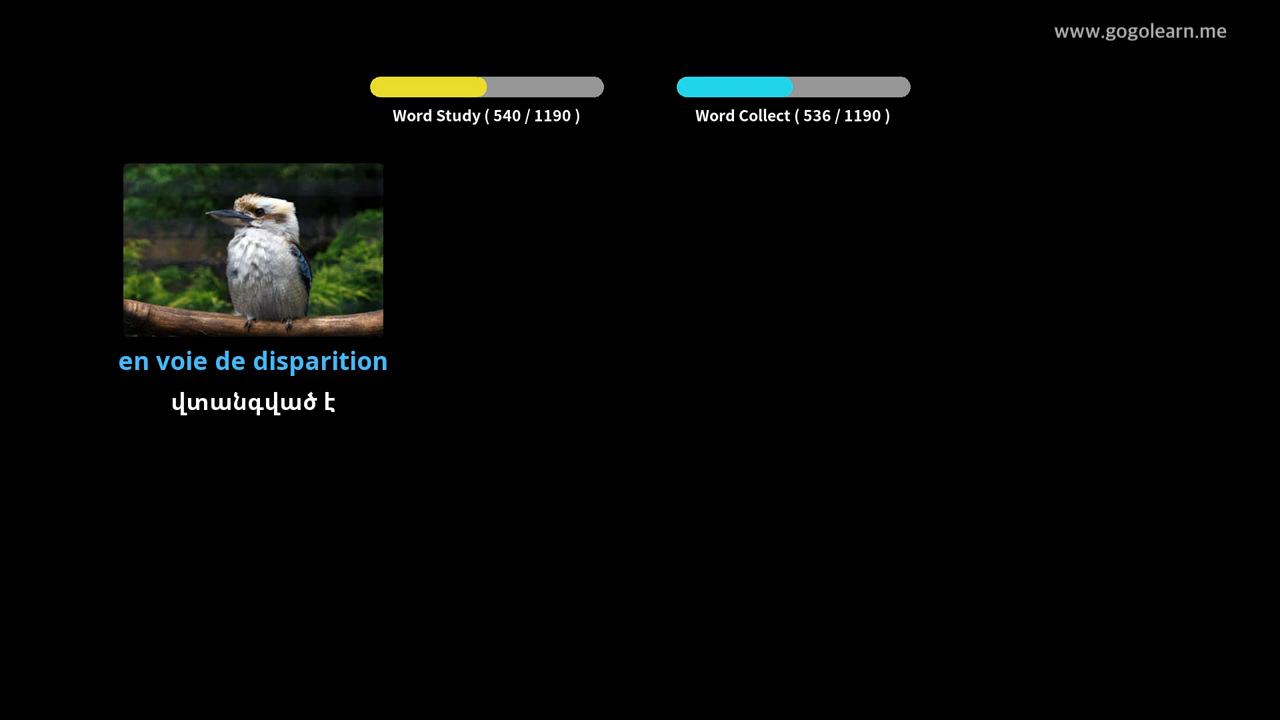 www.gogolearn.me
Word Study ( 540 / 1190 )
Word Collect ( 536 / 1190 )
en voie de disparition
վտանգված է